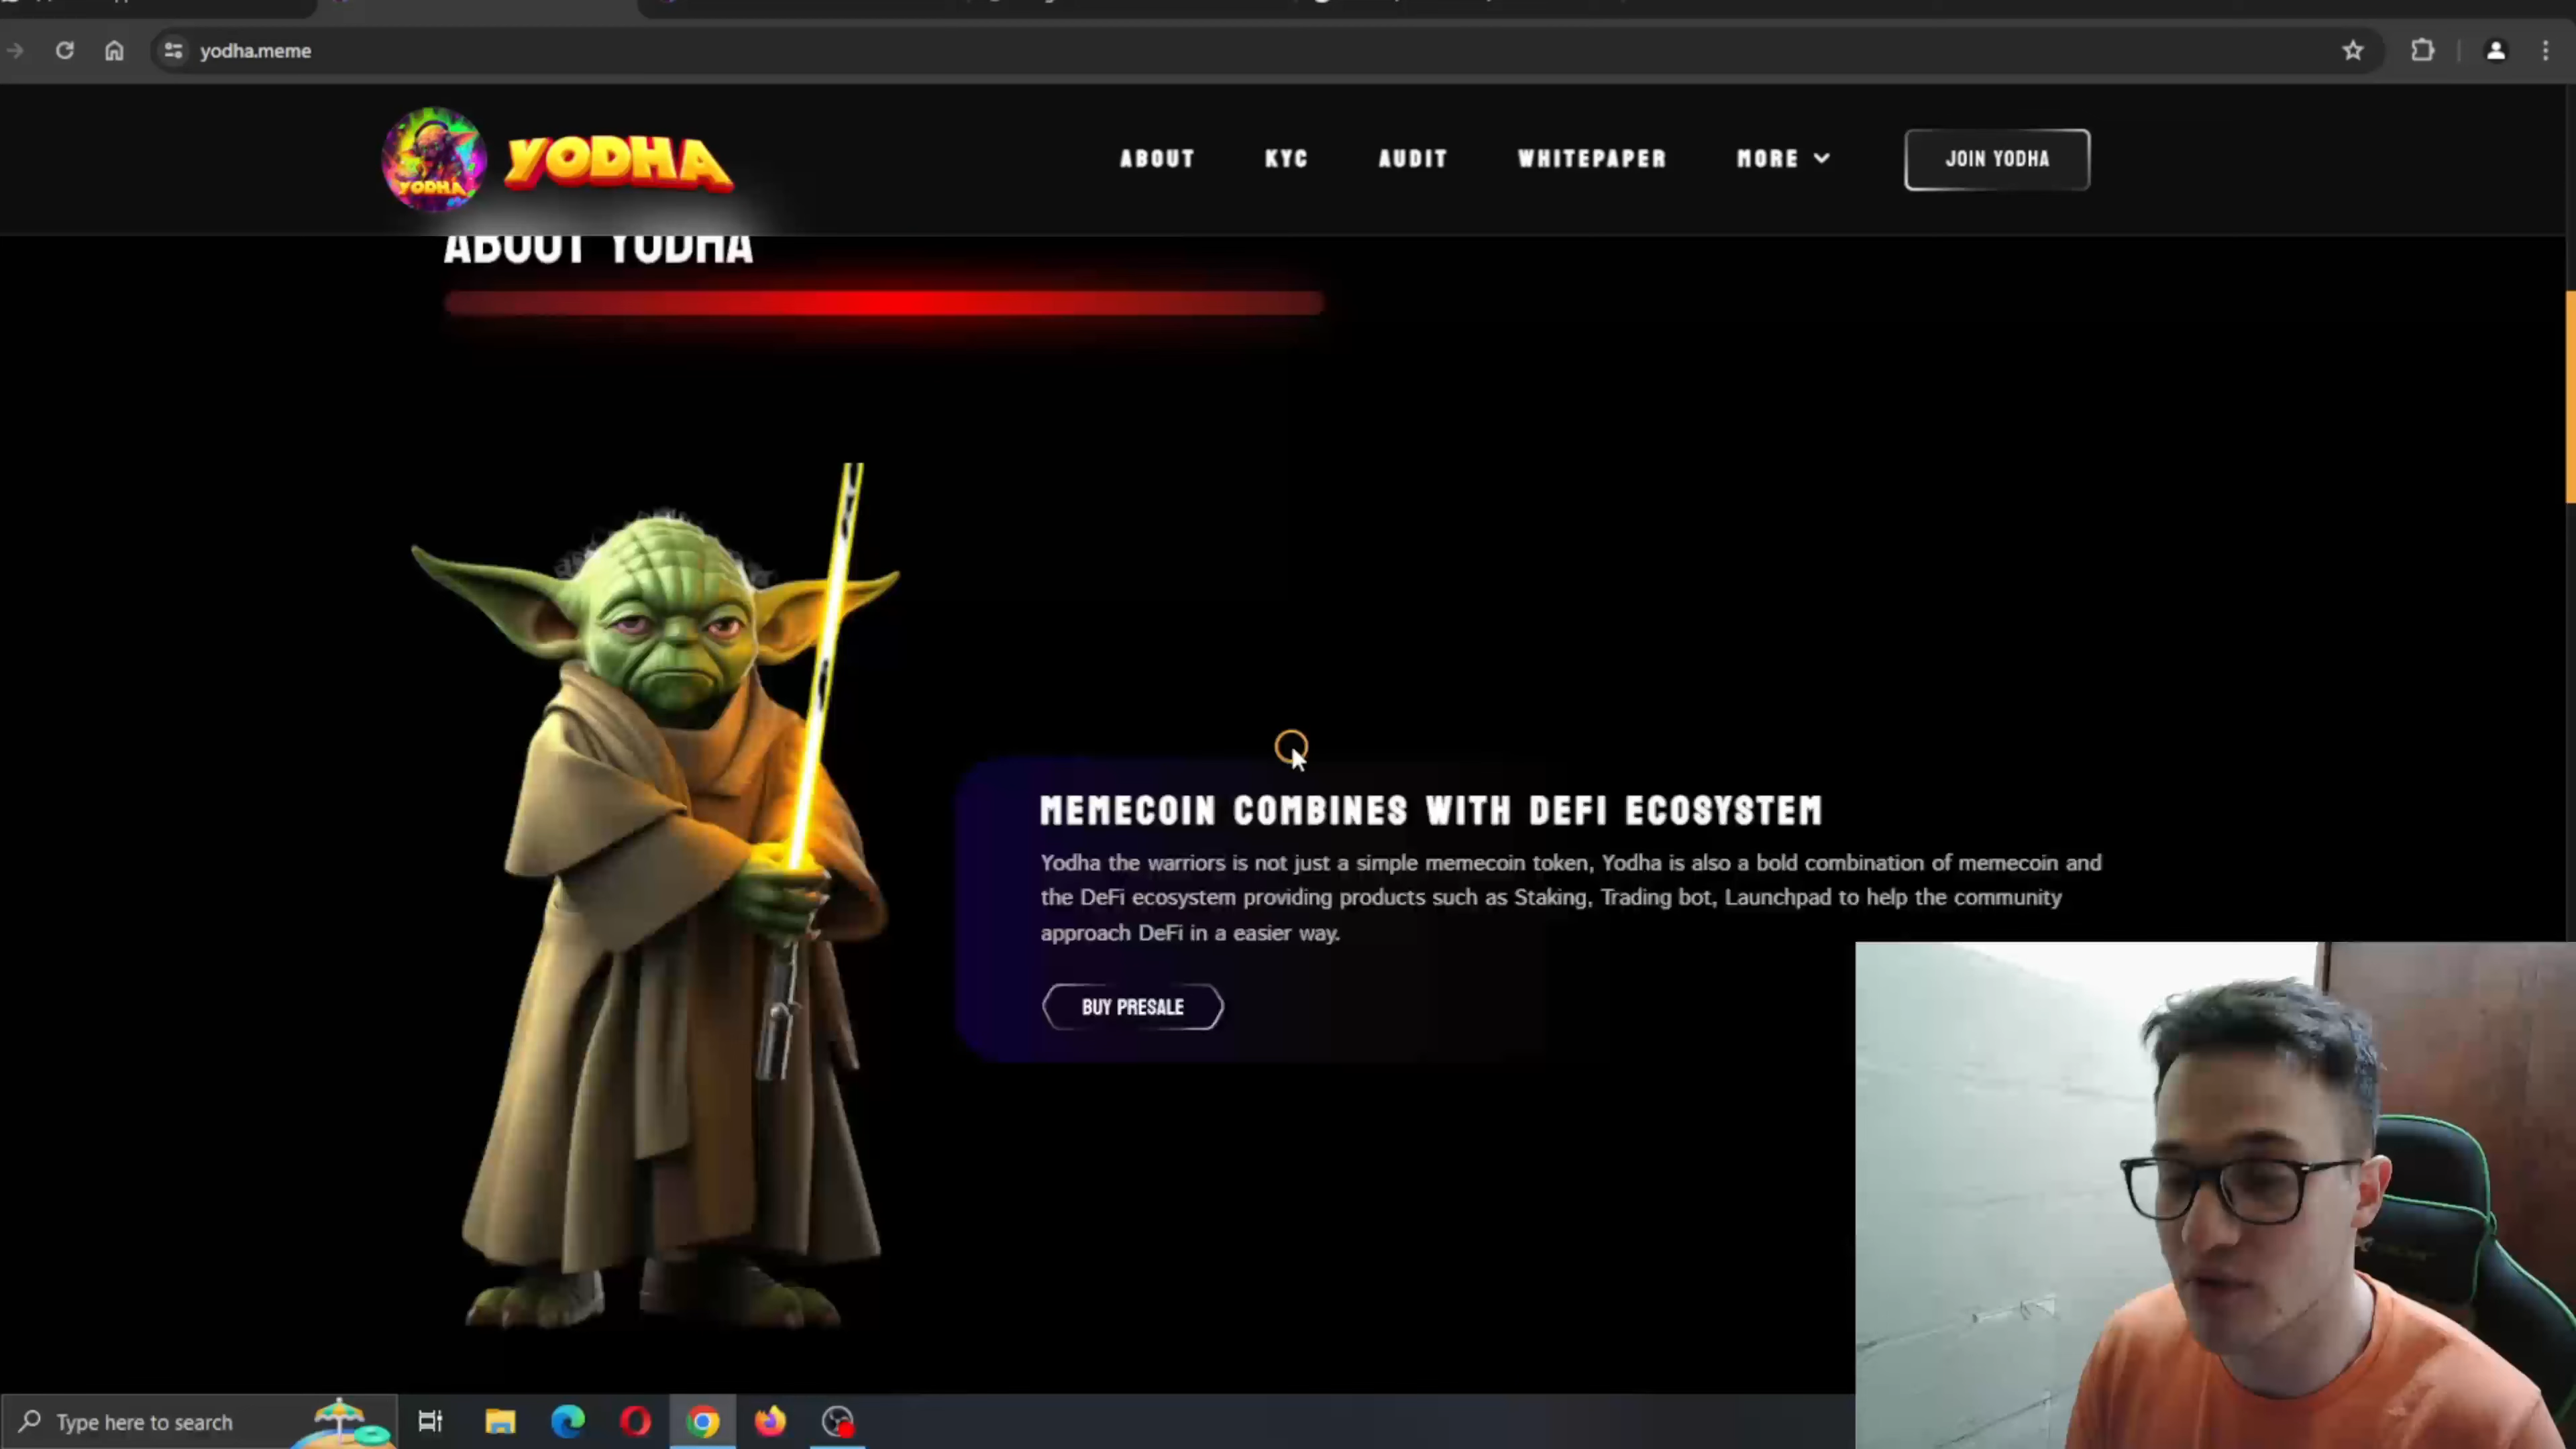 yodha.meme
YODHA
YODHA
ABOUT
KYC
AUDIT
WHITEPAPER
MORE
JOIN YODHA
ABOUT YODHA
MEMECOIN COMBINES WITH DEFI ECOSYSTEM
Yodha the warriors is not just a simple memecoin token, Yodha is also a bold combination of memecoin and
the DeFi ecosystem providing products such as Staking, Trading bot, Launchpad to help the community
approach DeFi in a easier way.
BUY PRESALE
Type here to search